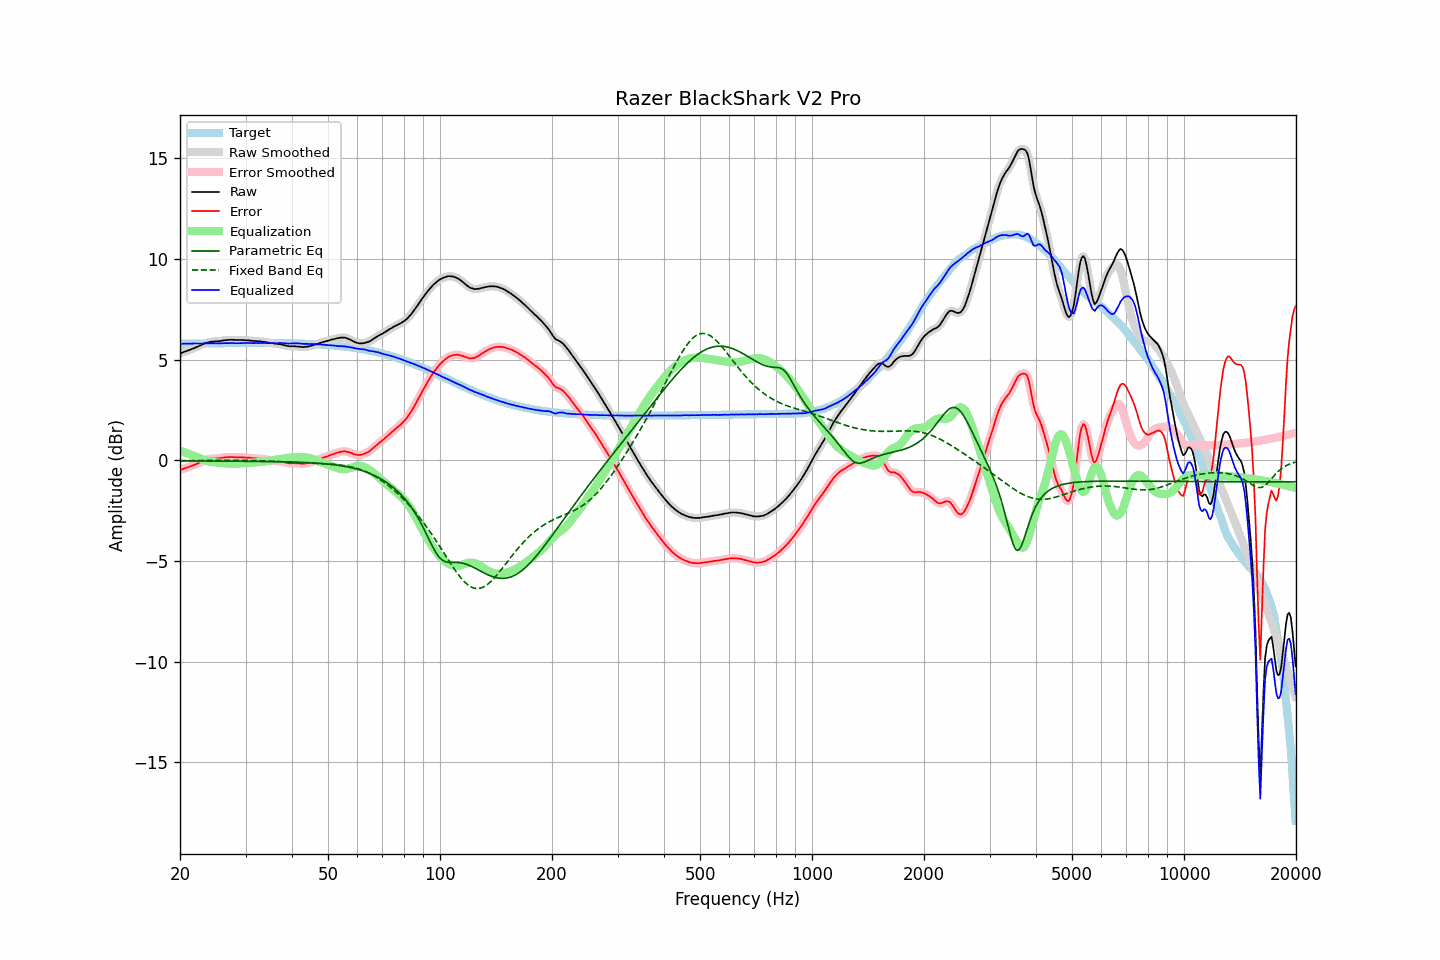 Razer BlackShark V2 Pro
Target
Raw Smoothed
Error Smoothed
Raw
Error
Equalization
Parametric Eq
Fixed Band Eq
Equalized
Amplitude (dBr)
15
10
5
0
−5
−10
−15
20 50 100 200 500 1000 2000 5000 10000 20000
Frequency (Hz)